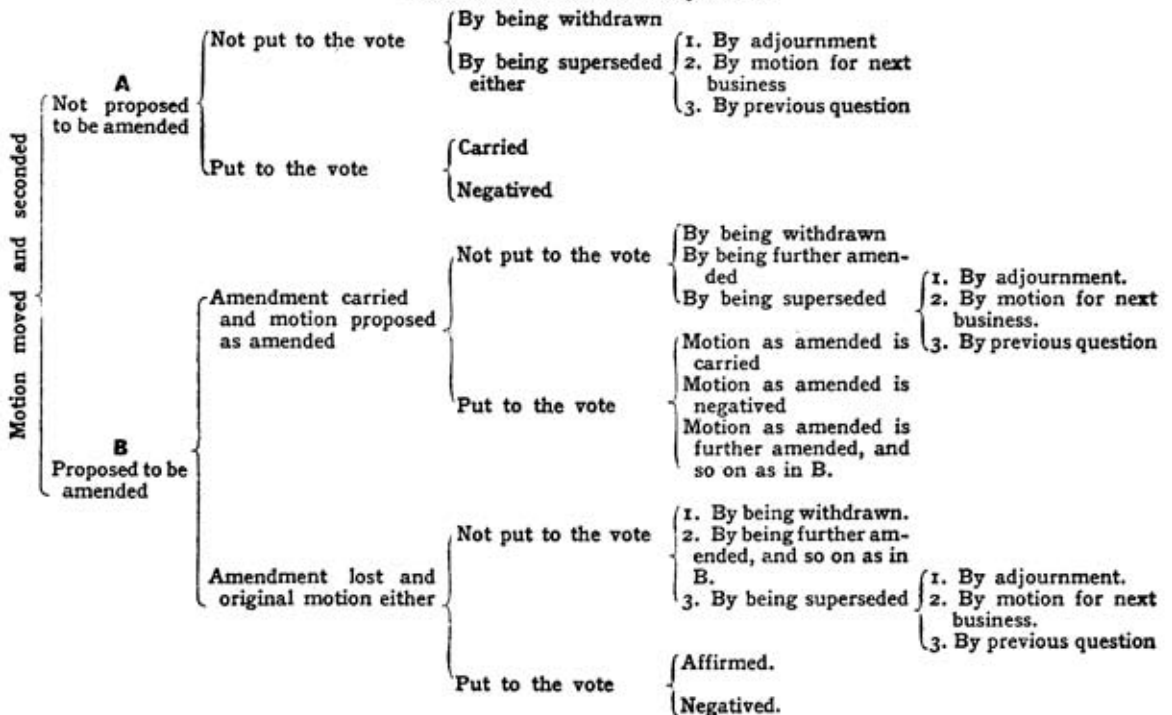 Motion moved and seconded
A
Not proposed
to be amended
Not put to the vote
By being withdrawn
By being superseded
either
1. By adjournment
2. By motion for next
business
3. By previous question
Put to the vote
Carried
Negatived
B
Proposed to be
amended
Amendment carried
and motion proposed
as amended
Not put to the vote
By being withdrawn
By being further amen-
ded
By being superseded
1. By adjournment.
2. By motion for next
business.
3. By previous question
Put to the vote
Motion as amended is
carried
Motion as amended is
negatived
Motion as amended is
further amended, and
so on as in B.
Amendment lost and
original motion either
Not put to the vote
1. By being withdrawn.
2. By being further am-
ended, and so on as in
B.
3. By being superseded
1. By adjournment.
2. By motion for next
business.
3. By previous question
Put to the vote
Affirmed.
Negatived.